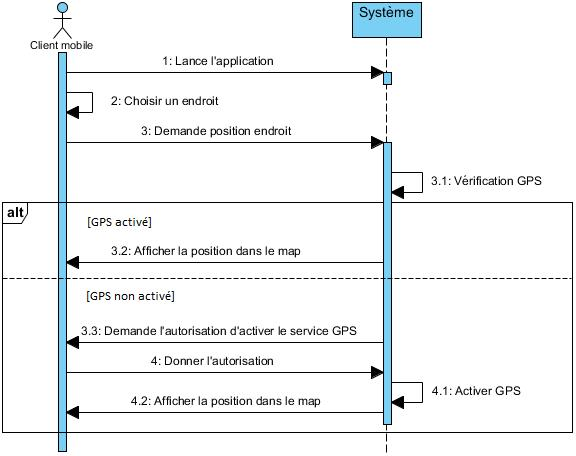 Système
Client mobile
1: Lance l'application
2: Choisir un endroit
3: Demande position endroit
3.1: Vérification GPS
alt
[GPS activé]
3.2: Afficher la position dans le map
[GPS non activé]
3.3: Demande l'autorisation d'activer le service GPS
4: Donner l'autorisation
4.1: Activer GPS
4.2: Afficher la position dans le map